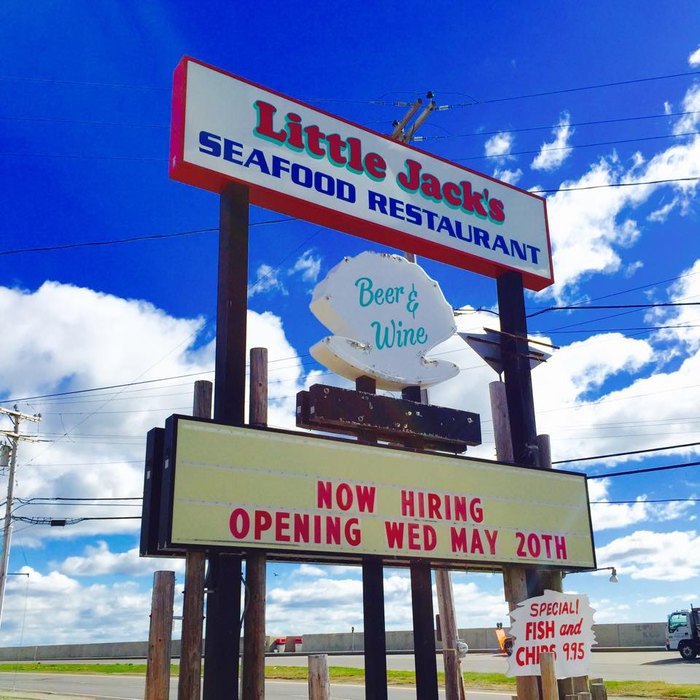 Little Jack's
SEAFOOD RESTAURANT
Beer &
Wine
NOW HIRING
OPENING WED MAY 20TH
SPECIAL!
FISH and
CHIPS 9.95